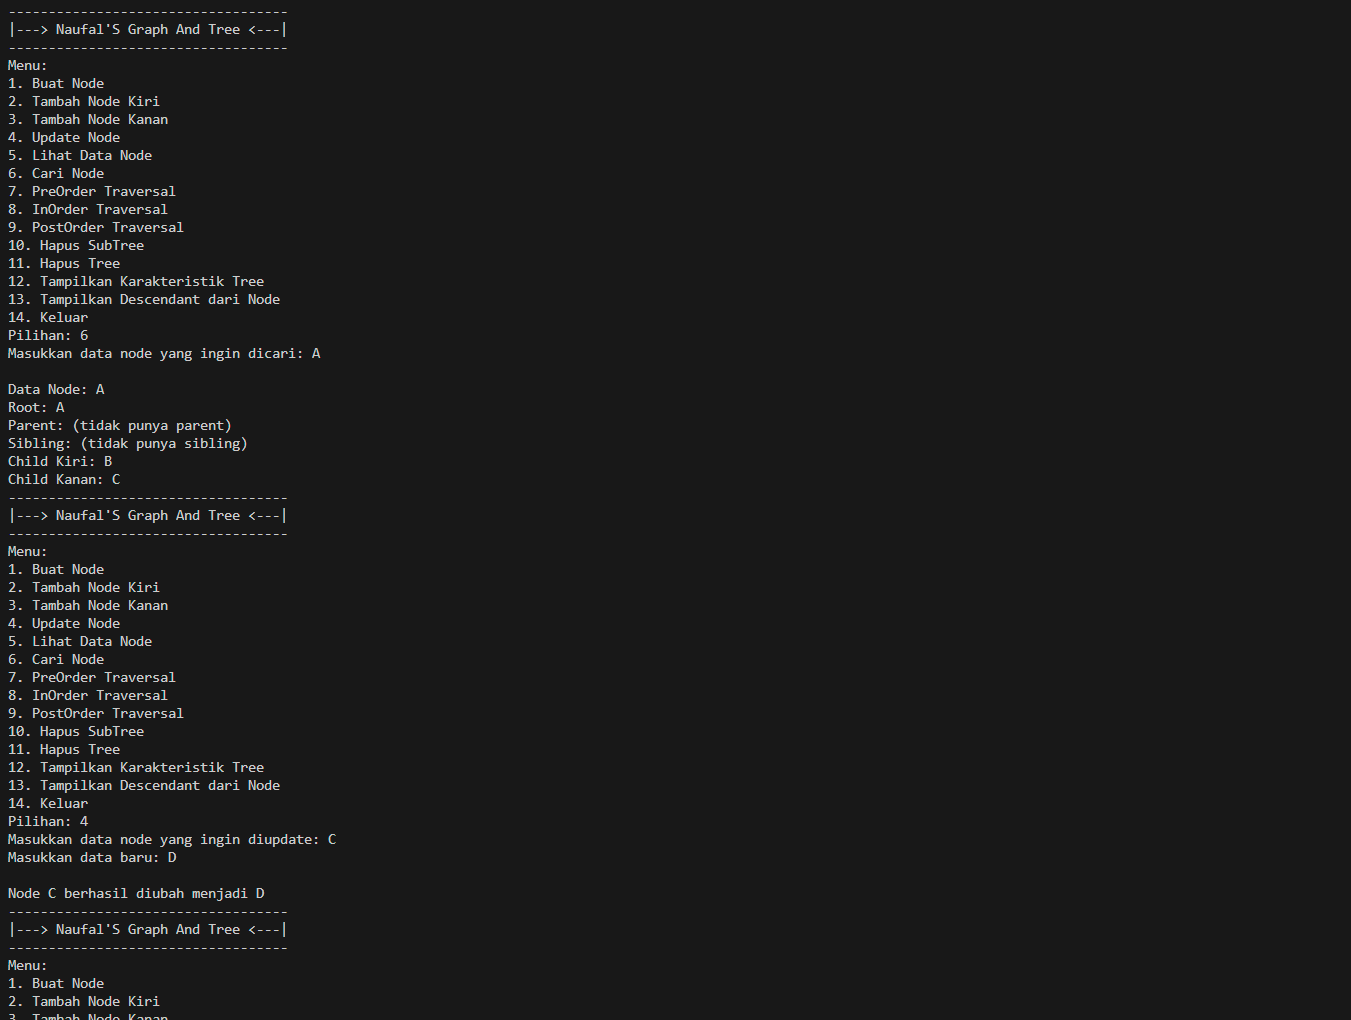 -----------------------------------
|---> Naufal'S Graph And Tree <---|
-----------------------------------
Menu:
1. Buat Node
2. Tambah Node Kiri
3. Tambah Node Kanan
4. Update Node
5. Lihat Data Node
6. Cari Node
7. PreOrder Traversal
8. InOrder Traversal
9. PostOrder Traversal
10. Hapus SubTree
11. Hapus Tree
12. Tampilkan Karakteristik Tree
13. Tampilkan Descendant dari Node
14. Keluar
Pilihan: 6
Masukkan data node yang ingin dicari: A

Data Node: A
Root: A
Parent: (tidak punya parent)
Sibling: (tidak punya sibling)
Child Kiri: B
Child Kanan: C
-----------------------------------
|---> Naufal'S Graph And Tree <---|
-----------------------------------
Menu:
1. Buat Node
2. Tambah Node Kiri
3. Tambah Node Kanan
4. Update Node
5. Lihat Data Node
6. Cari Node
7. PreOrder Traversal
8. InOrder Traversal
9. PostOrder Traversal
10. Hapus SubTree
11. Hapus Tree
12. Tampilkan Karakteristik Tree
13. Tampilkan Descendant dari Node
14. Keluar
Pilihan: 4
Masukkan data node yang ingin diupdate: C
Masukkan data baru: D

Node C berhasil diubah menjadi D
-----------------------------------
|---> Naufal'S Graph And Tree <---|
-----------------------------------
Menu:
1. Buat Node
2. Tambah Node Kiri
3. Tambah Node Kanan